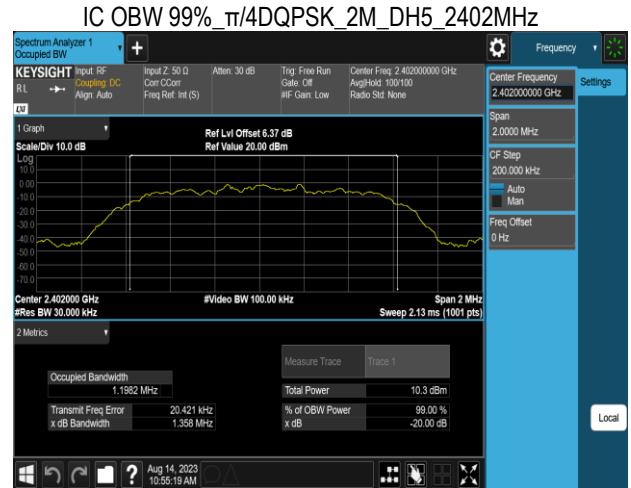 IC OBW 99%_π/4DQPSK_2M_DH5_2402MHz
Spectrum Analyzer 1
Occupied BW
+
Frequency
KEYSIGHT
RL
LXI
Input: RF
Coupling: DC
Align: Auto
Input Z: 50 Ω
Corr CCorr
Freq Ref: Int (S)
Atten: 30 dB
Trig: Free Run
Gate: Off
#IF Gain: Low
Center Freq: 2.402000000 GHz
Avg|Hold: 100/100
Radio Std: None
Center Frequency
2.402000000 GHz
Settings
Span
2.0000 MHz
CF Step
200.000 kHz
Auto
Man
Freq Offset
0 Hz
Local
1 Graph
Scale/Div 10.0 dB
Ref Lvl Offset 6.37 dB
Ref Value 20.00 dBm
Log
10.0
0.00
-10.0
-20.0
-30.0
-40.0
-50.0
-60.0
-70.0
Center 2.402000 GHz
#Res BW 30.000 kHz
#Video BW 100.00 kHz
Span 2 MHz
Sweep 2.13 ms (1001 pts)
2 Metrics
Measure Trace Trace 1
Occupied Bandwidth
1.1982 MHz
Total Power 10.3 dBm
Transmit Freq Error 20.421 kHz
% of OBW Power 99.00 %
x dB Bandwidth 1.358 MHz
x dB -20.00 dB
?
Aug 14, 2023
10:55:19 AM